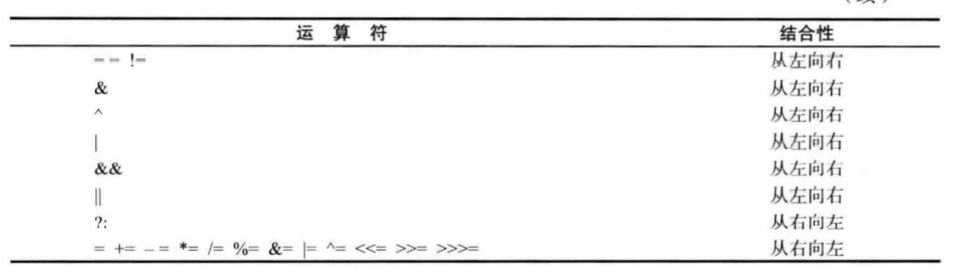 运 算 符 结合性
== != 从左向右
& 从左向右
^ 从左向右
| 从左向右
&& 从左向右
|| 从左向右
?: 从右向左
= += -= *= /= %= &= |= ^= <<= >>= >>>= 从右向左